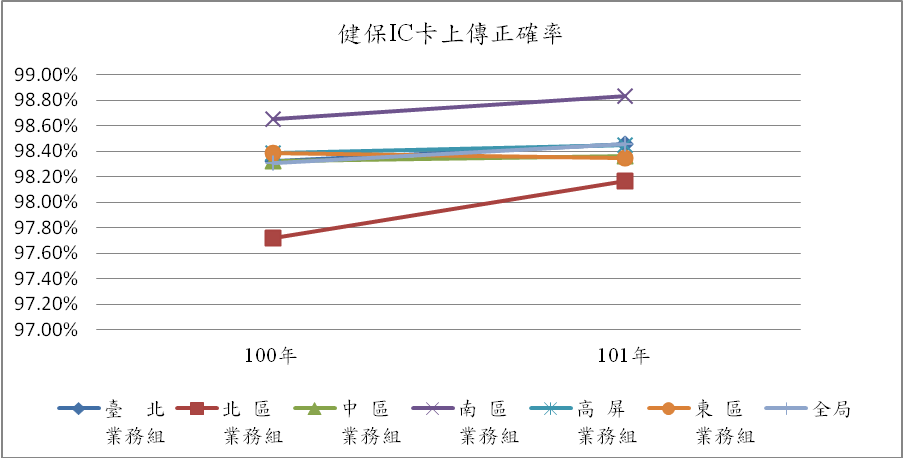 健保IC卡上傳正確率
99.00%
98.80%
98.60%
98.40%
98.20%
98.00%
97.80%
97.60%
97.40%
97.20%
97.00%
100年 101年
臺 北 北 區 中 區 南 區 高 屏 東 區 全局
業務組 業務組 業務組 業務組 業務組 業務組